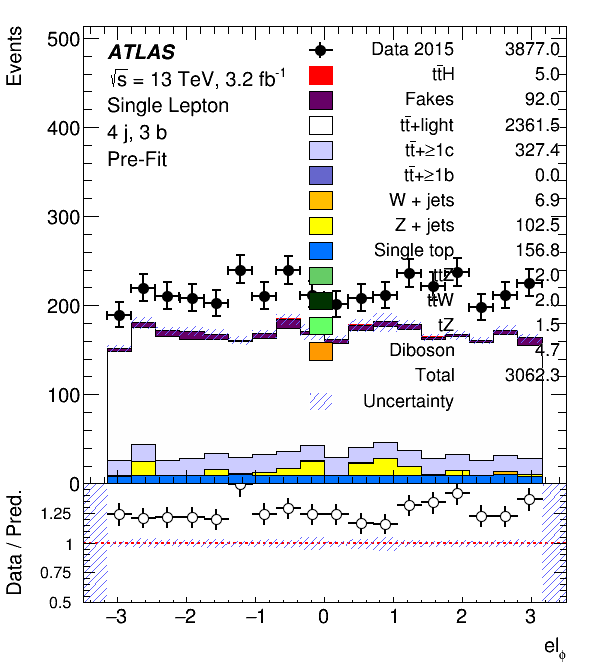 Events
500
400
300
200
100
0
ATLAS
√s = 13 TeV, 3.2 fb⁻¹
Single Lepton
4 j, 3 b
Pre-Fit
Data 2015 3877.0
tt̄H 5.0
Fakes 92.0
tt̄+light 2361.5
tt̄+≥1c 327.4
tt̄+≥1b 0.0
W + jets 6.9
Z + jets 102.5
Single top 156.8
tt̄Z 2.0
tt̄W 2.0
tZ 1.5
Diboson 4.7
Total 3062.3
Uncertainty
Data / Pred.
1.25
1
0.75
0.5
−3 −2 −1 0 1 2 3
el_ϕ